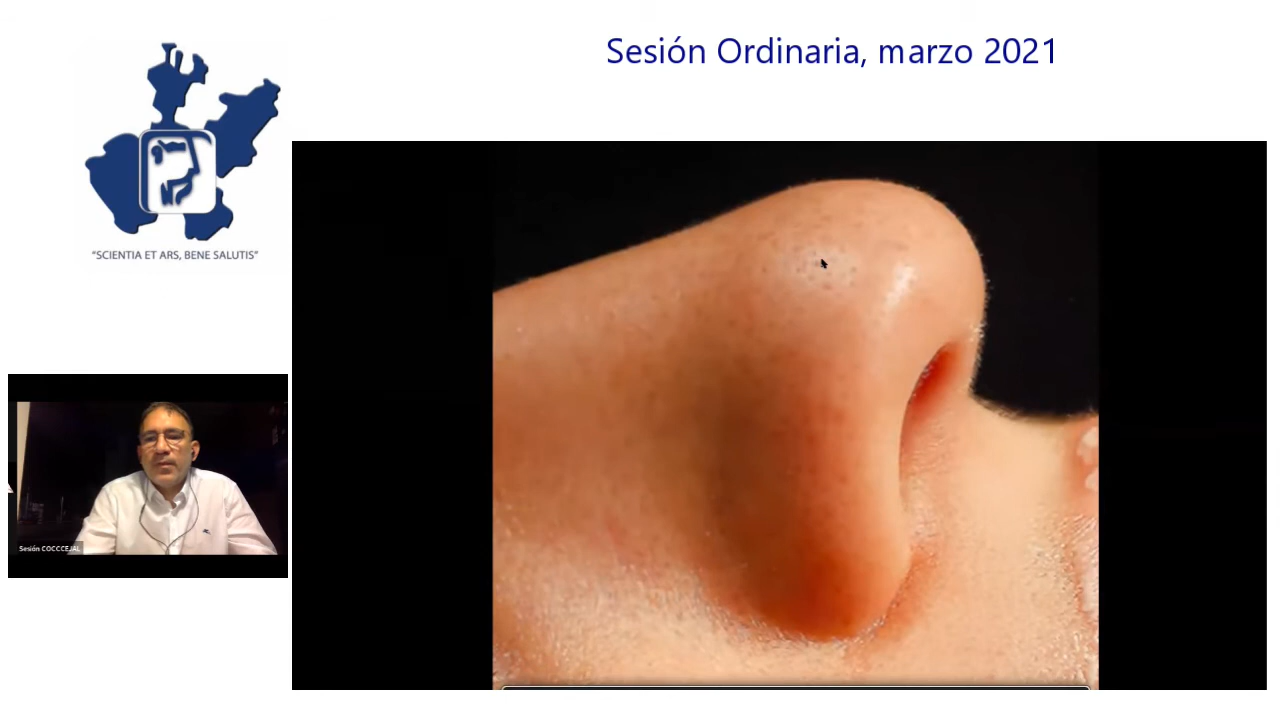 Sesión Ordinaria, marzo 2021
“SCIENTIA ET ARS, BENE SALUTIS”
Sesión COCCCEJAL